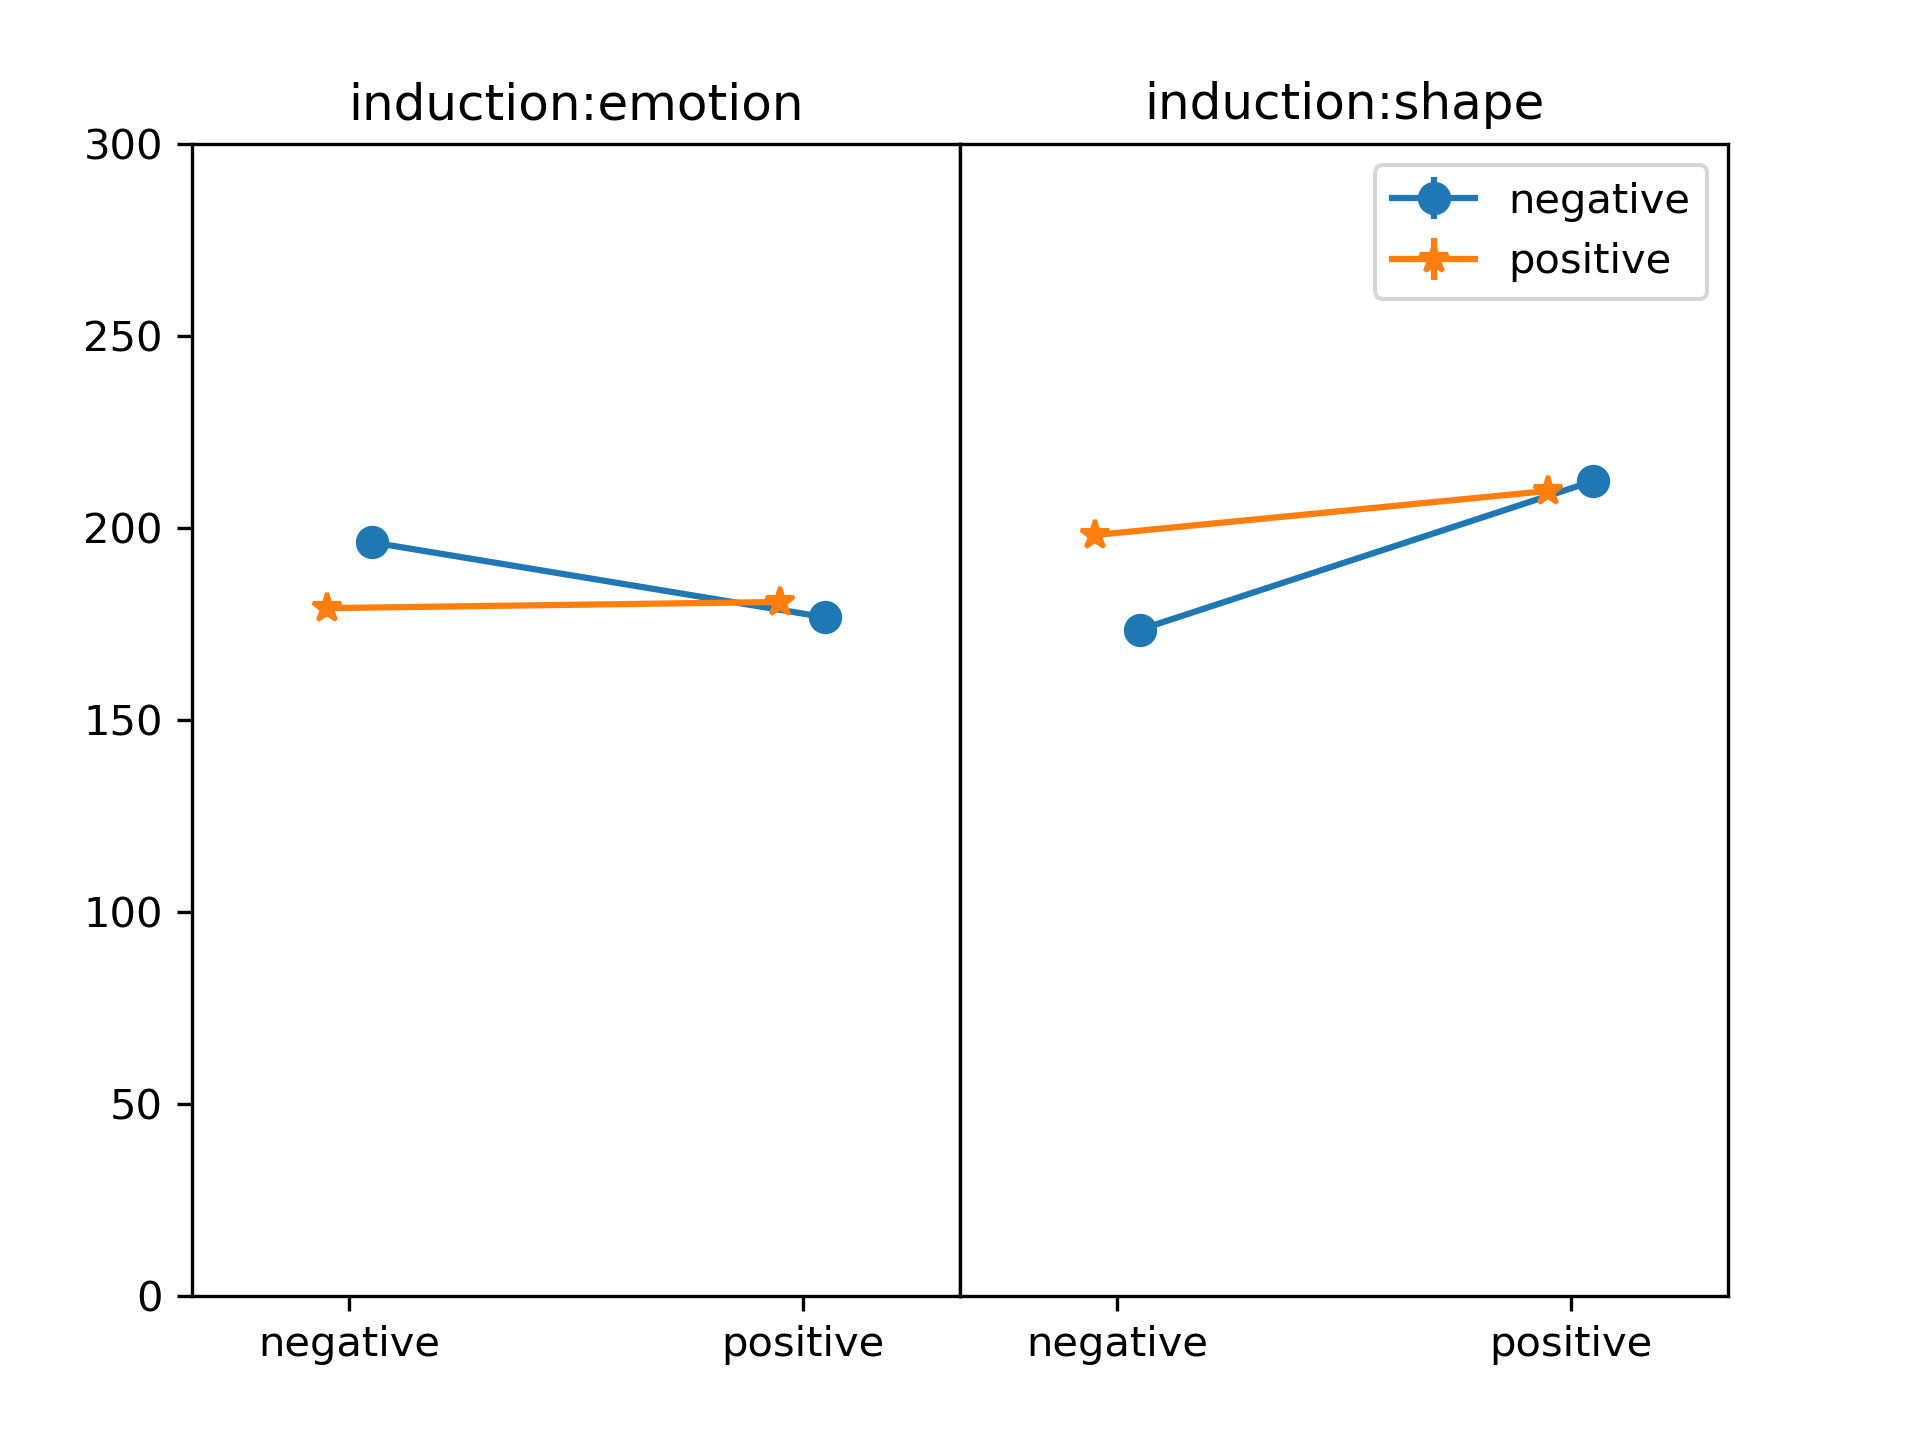 induction:emotion
induction:shape
300
250
200
150
100
50
0
negative
positive
negative
positive
negative
positive